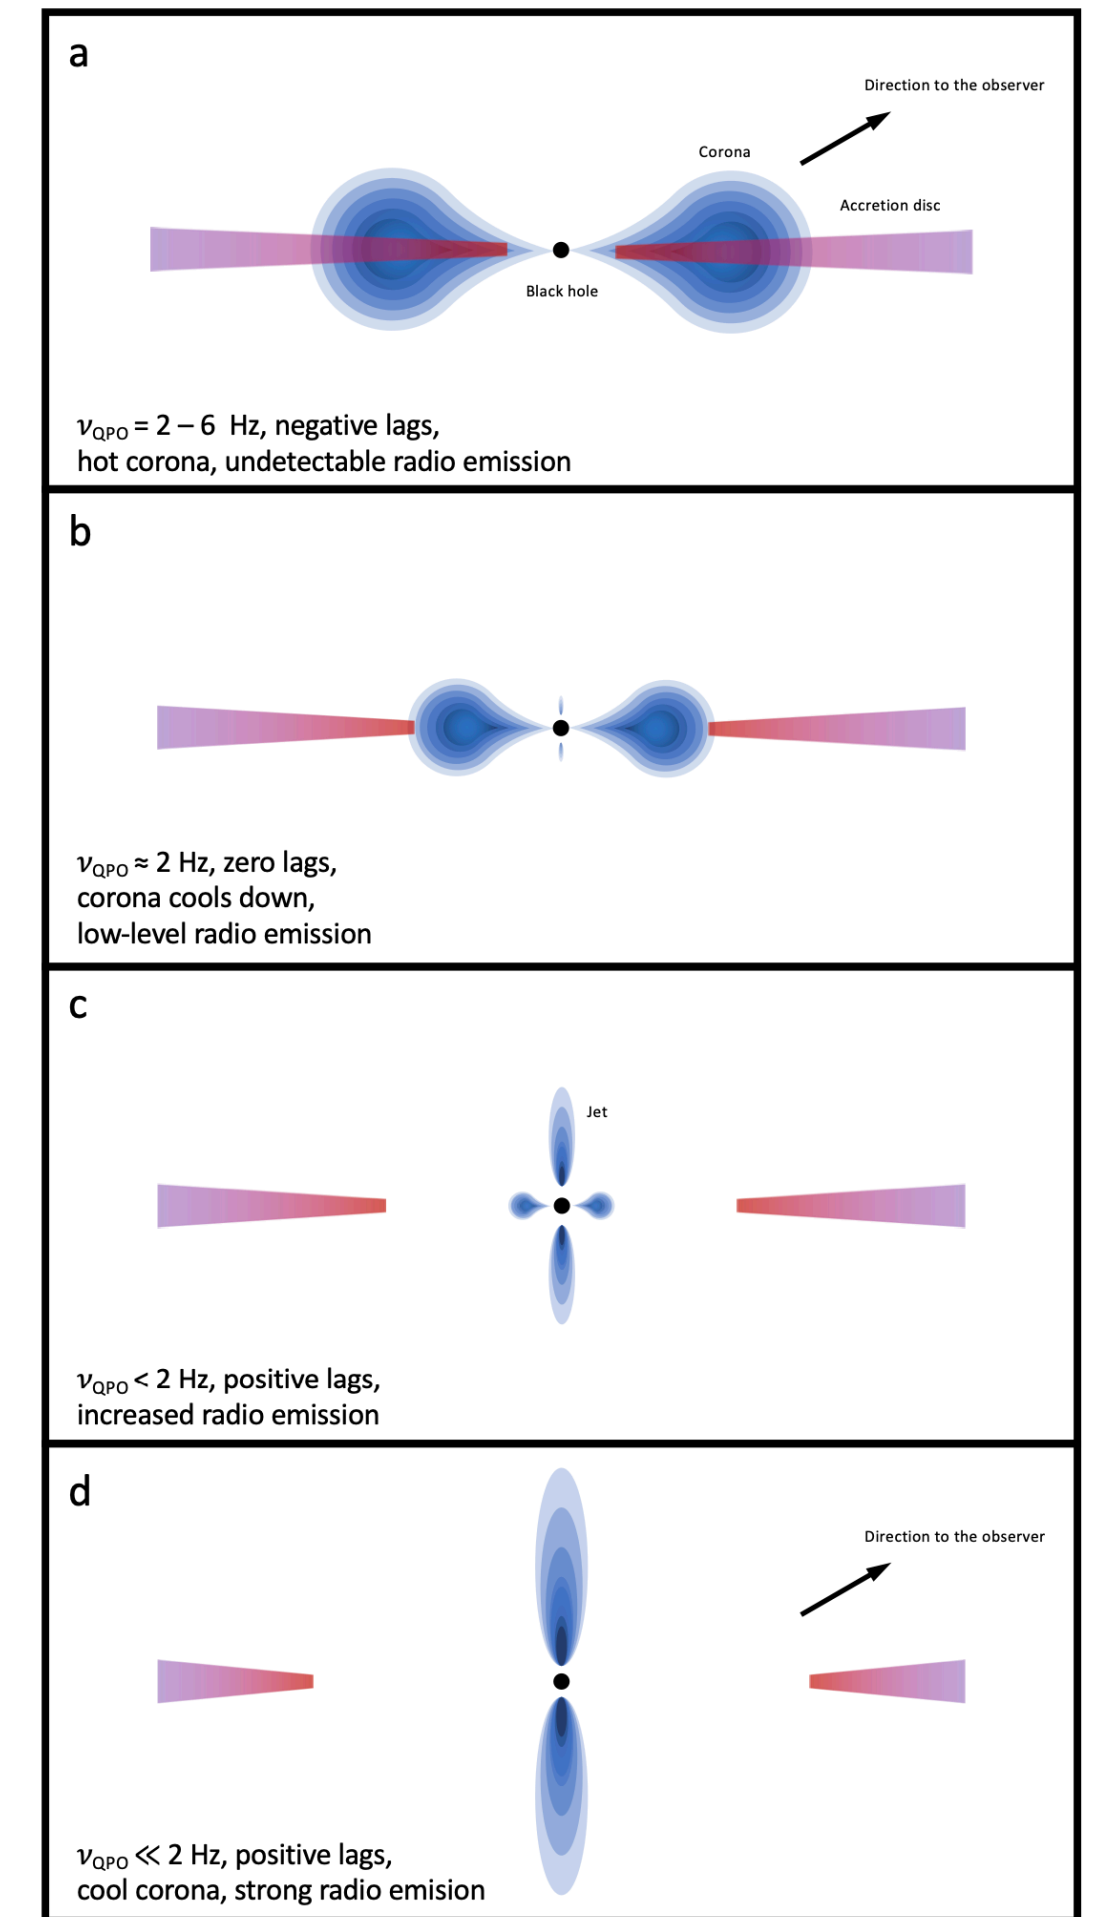 a
Direction to the observer
Corona
Accretion disc
Black hole
νQPO = 2 – 6 Hz, negative lags,
hot corona, undetectable radio emission
b
νQPO ≈ 2 Hz, zero lags,
corona cools down,
low-level radio emission
c
Jet
νQPO < 2 Hz, positive lags,
increased radio emission
d
Direction to the observer
νQPO ≪ 2 Hz, positive lags,
cool corona, strong radio emision